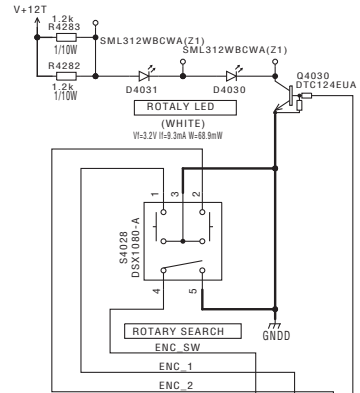 V+12T
1.2k
R4283
1/10W
SML312WBCWA(Z1)
SML312WBCWA(Z1)
R4282
1.2k
1/10W
D4031
D4030
Q4030
DTC124EUA
ROTALY LED
(WHITE)
Vf=3.2V If=9.3mA W=68.9mW
1
3
2
S4028
DSX1080-A
4
5
ROTARY SEARCH
GNDD
ENC_SW
ENC_1
ENC_2